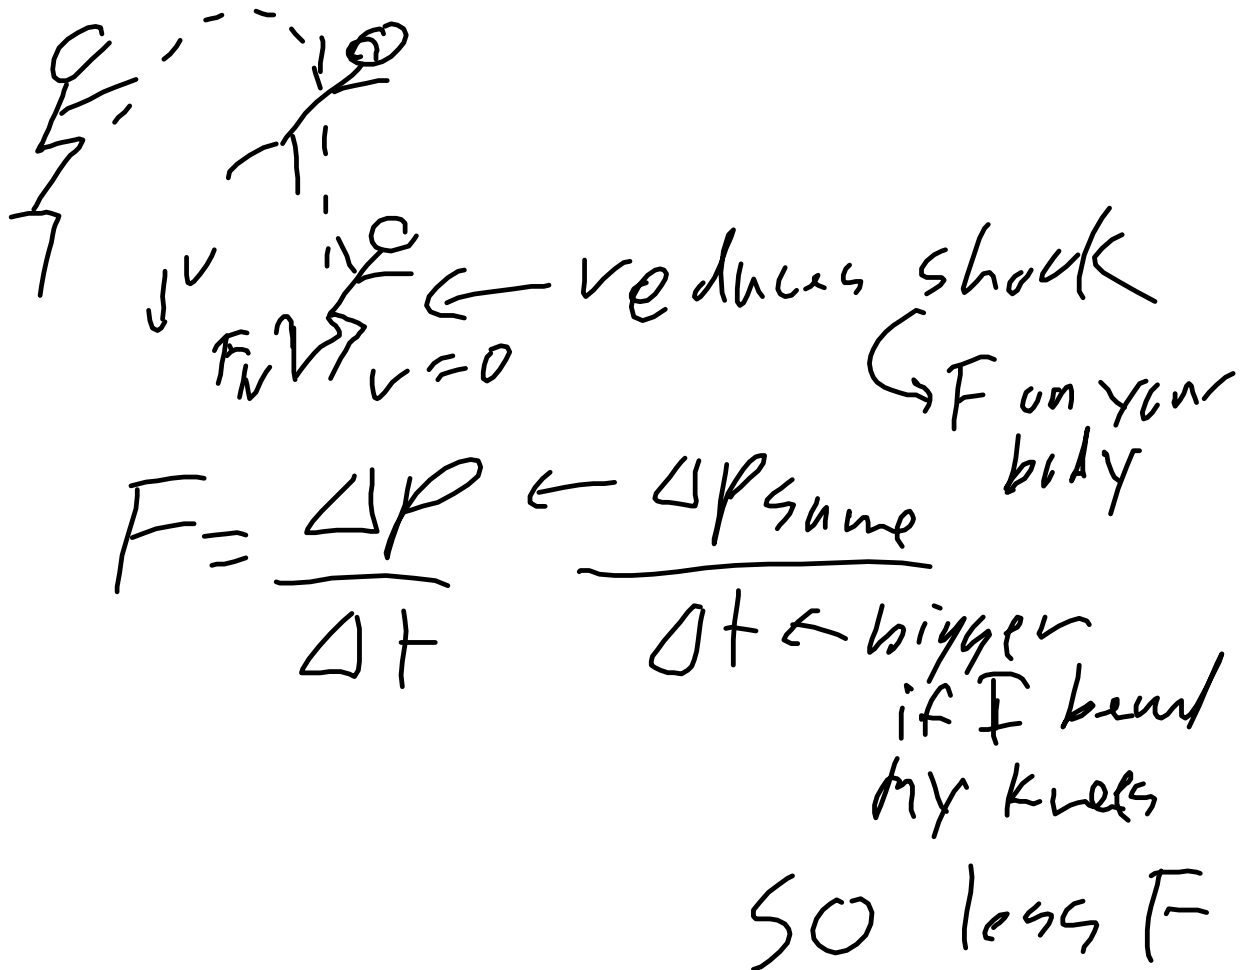 v
reduces shock
F_N
v = 0
F on your
body
F = Δp / Δt ← Δp same / Δt ← bigger
if I bend
my knees
so less F